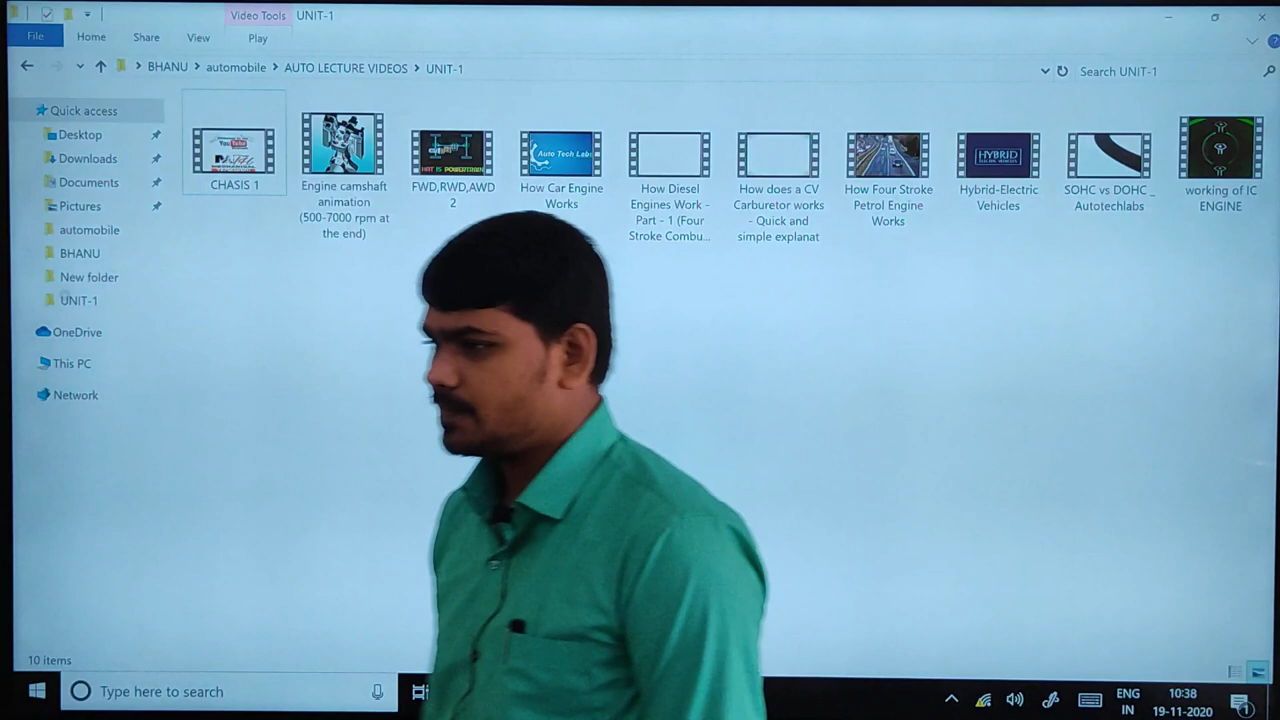 Video Tools
UNIT-1
File
Home
Share
View
Play
BHANU
automobile
AUTO LECTURE VIDEOS
UNIT-1
Search UNIT-1
Quick access
Desktop
Downloads
Documents
Pictures
automobile
BHANU
New folder
UNIT-1
OneDrive
This PC
Network
CHASIS 1
Engine camshaft
animation
(500-7000 rpm at
the end)
FWD,RWD,AWD
2
Auto Tech Labs
How Car Engine
Works
How Diesel
Engines Work -
Part - 1 (Four
Stroke Combu...
How does a CV
Carburetor works
- Quick and
simple explanat
How Four Stroke
Petrol Engine
Works
HYBRID
Hybrid-Electric
Vehicles
SOHC vs DOHC _
Autotechlabs
working of IC
ENGINE
10 items
Type here to search
ENG
IN
10:38
19-11-2020
1